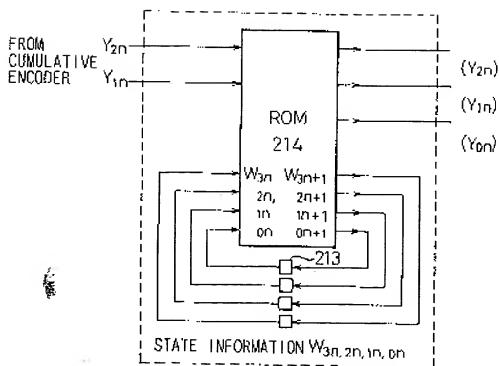 FROM
CUMULATIVE
ENCODER
Y2n
Y1n
ROM
214
(Y2n)
(Y1n)
(Y0n)
W3n W3n+1
2n, 2n+1
1n 1n+1
0n 0n+1
213
STATE INFORMATION W3n, 2n, 1n, 0n